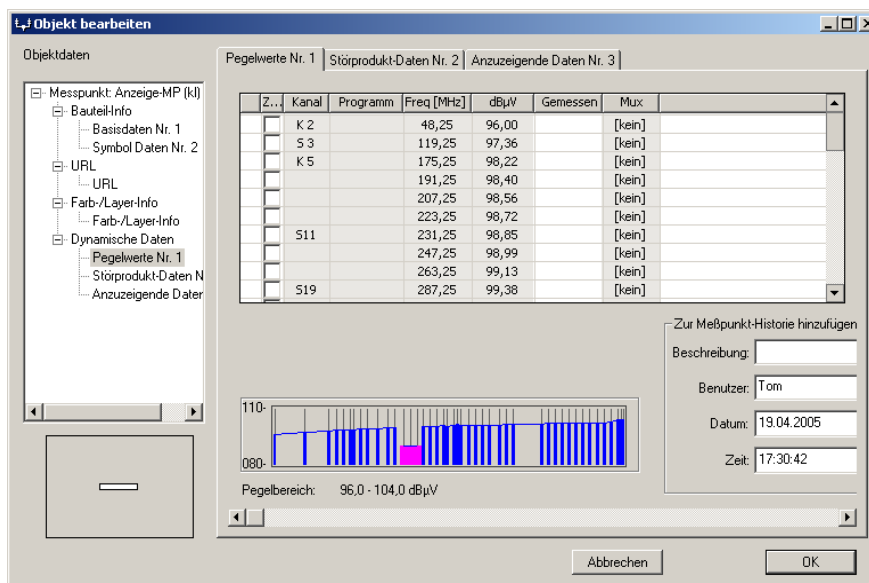 Objekt bearbeiten
Objektdaten
Messpunkt: Anzeige-MP (kl)
Bauteil-Info
Basisdaten Nr. 1
Symbol Daten Nr. 2
URL
URL
Farb-/Layer-Info
Farb-/Layer-Info
Dynamische Daten
Pegelwerte Nr. 1
Störprodukt-Daten N
Anzuzeigende Dater
Pegelwerte Nr. 1 Störprodukt-Daten Nr. 2 Anzuzeigende Daten Nr. 3
Z... Kanal Programm Freq [MHz] dBµV Gemessen Mux
K 2 48,25 96,00 [kein]
S 3 119,25 97,36 [kein]
K 5 175,25 98,22 [kein]
191,25 98,40 [kein]
207,25 98,56 [kein]
223,25 98,72 [kein]
S11 231,25 98,85 [kein]
247,25 98,99 [kein]
263,25 99,13 [kein]
S19 287,25 99,38 [kein]
110-
080-
Pegelbereich: 96,0 - 104,0 dBµV
Zur Meßpunkt-Historie hinzufügen
Beschreibung:
Benutzer: Tom
Datum: 19.04.2005
Zeit: 17:30:42
Abbrechen OK